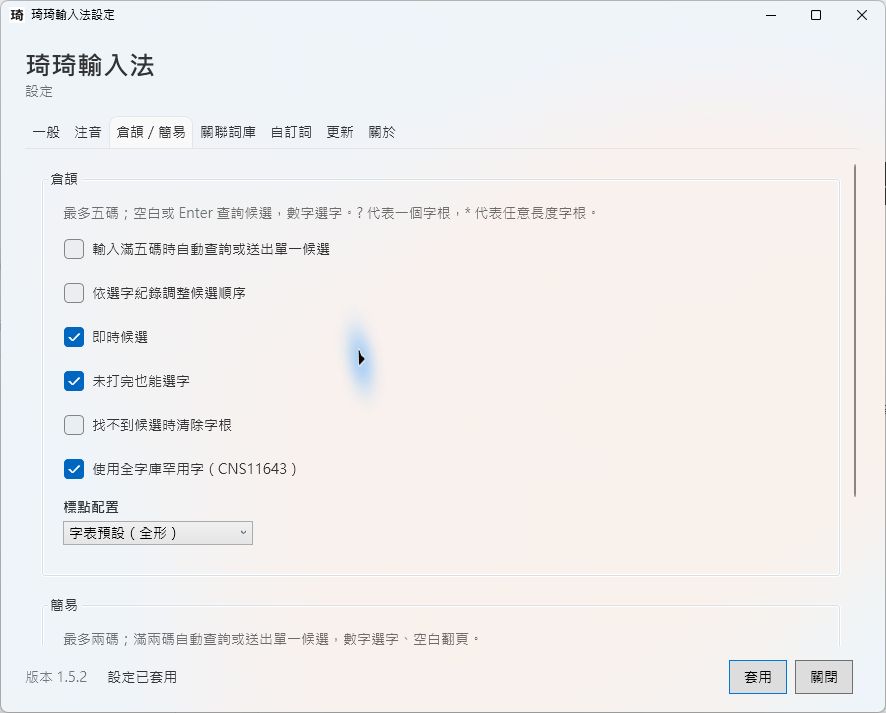 琦 琦琦輸入法設定
琦琦輸入法
設定
一般 注音 倉頡 / 簡易 關聯詞庫 自訂詞 更新 關於
倉頡
最多五碼；空白或 Enter 查詢候選，數字選字。? 代表一個字根，* 代表任意長度字根。
輸入滿五碼時自動查詢或送出單一候選
依選字紀錄調整候選順序
即時候選
未打完也能選字
找不到候選時清除字根
使用全字庫罕用字（CNS11643）
標點配置
字表預設（全形）
簡易
最多兩碼；滿兩碼自動查詢或送出單一候選，數字選字、空白翻頁。
版本 1.5.2 設定已套用 套用 關閉